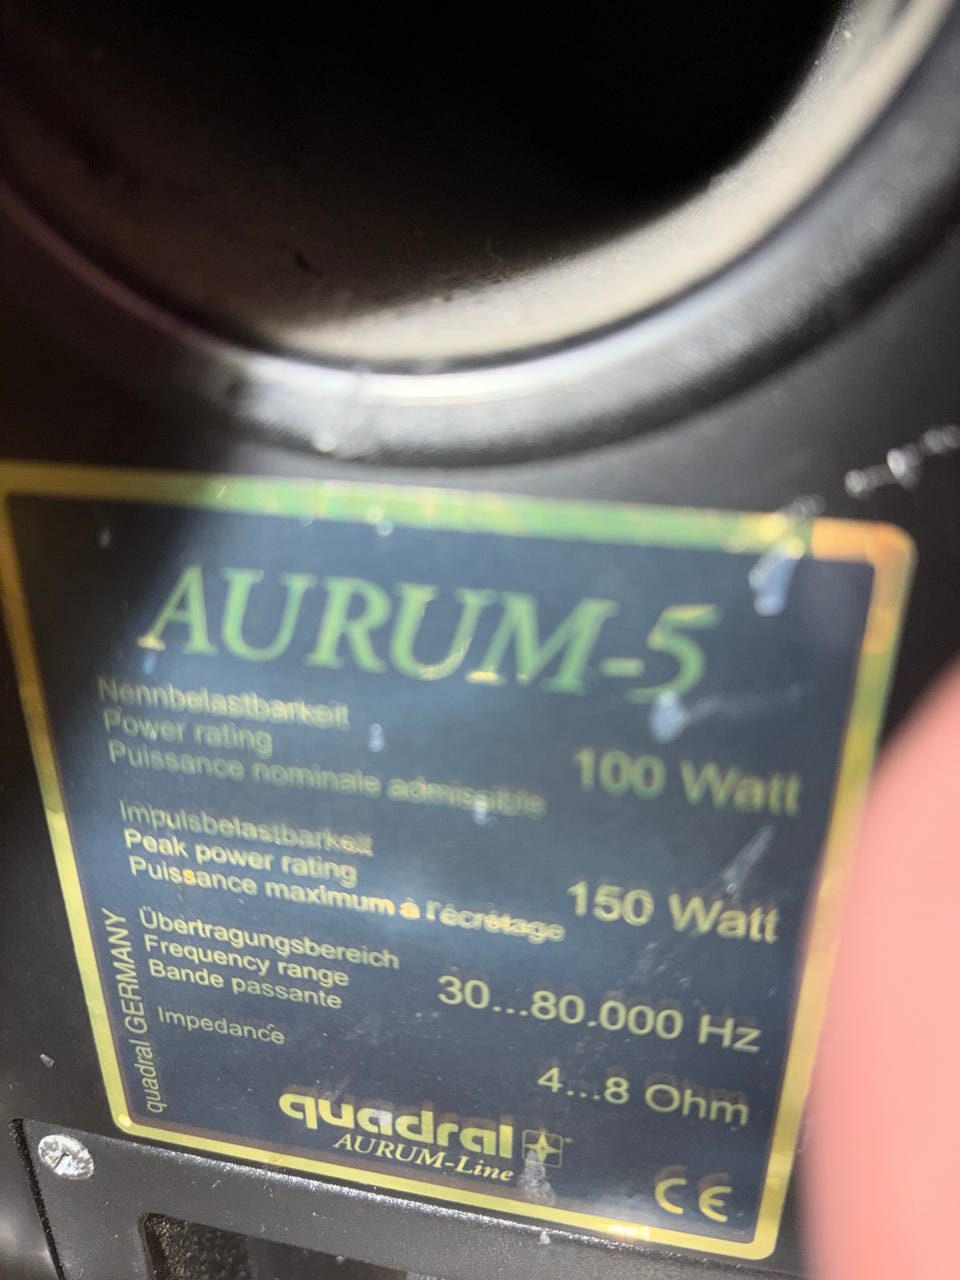 AURUM-5
Nennbelastbarkeit
Power rating
Puissance nominale admissible
100 Watt
Impulsbelastbarkeit
Peak power rating
Puissance maximum à l'écrêtage
150 Watt
Übertragungsbereich
Frequency range
Bande passante
30...80.000 Hz
Impedance
4...8 Ohm
quadral GERMANY
quadral
AURUM-Line
CE